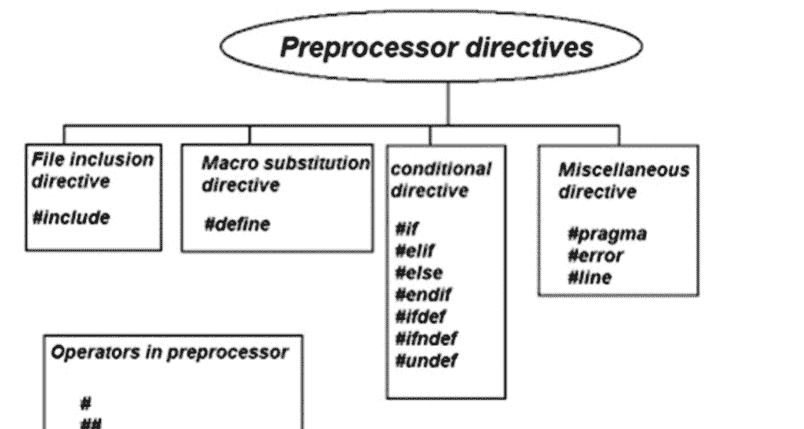 Preprocessor directives
File inclusion
directive
#include
Macro substitution
directive
#define
conditional
directive
#if
#elif
#else
#endif
#ifdef
#ifndef
#undef
Miscellaneous
directive
#pragma
#error
#line
Operators in preprocessor
#
##